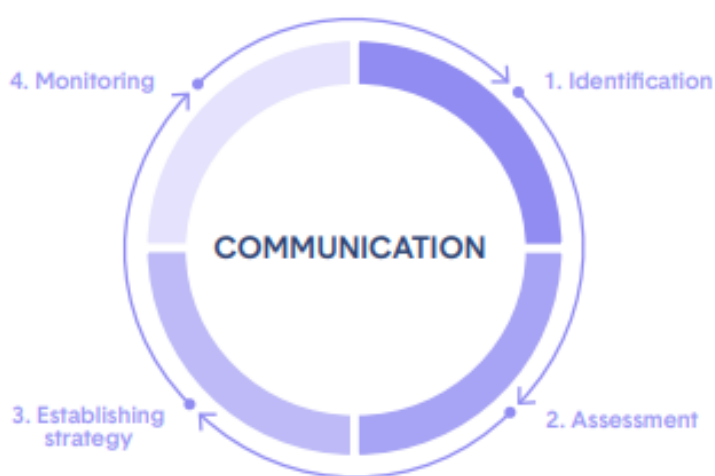 4. Monitoring
1. Identification
COMMUNICATION
3. Establishing
strategy
2. Assessment